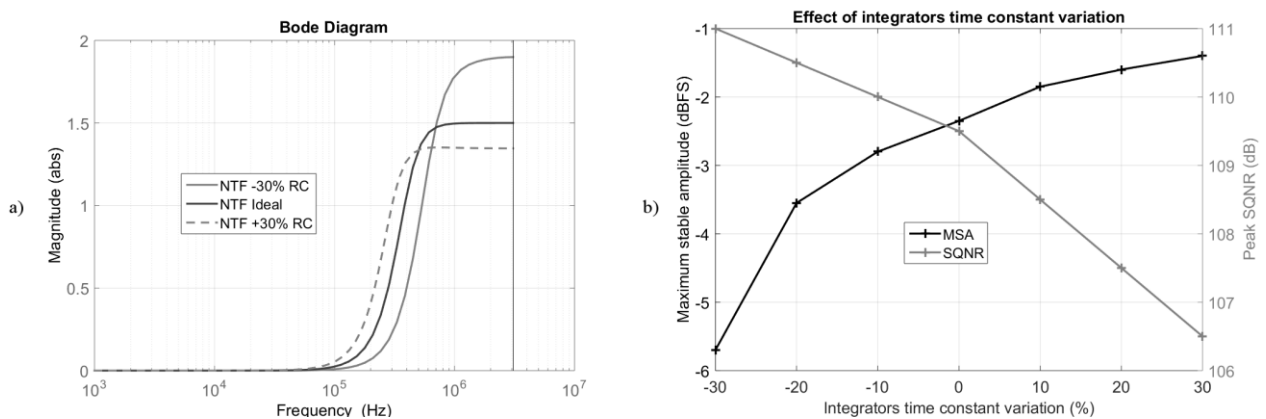 a)
Bode Diagram
Magnitude (abs)
2
1.5
1
0.5
0
NTF -30% RC
NTF Ideal
NTF +30% RC
10^3
10^4
10^5
10^6
10^7
Frequency (Hz)
b)
Effect of integrators time constant variation
Maximum stable amplitude (dBFS)
-1
-2
-3
-4
-5
-6
MSA
SQNR
111
110
109
108
107
106
Peak SQNR (dB)
-30
-20
-10
0
10
20
30
Integrators time constant variation (%)